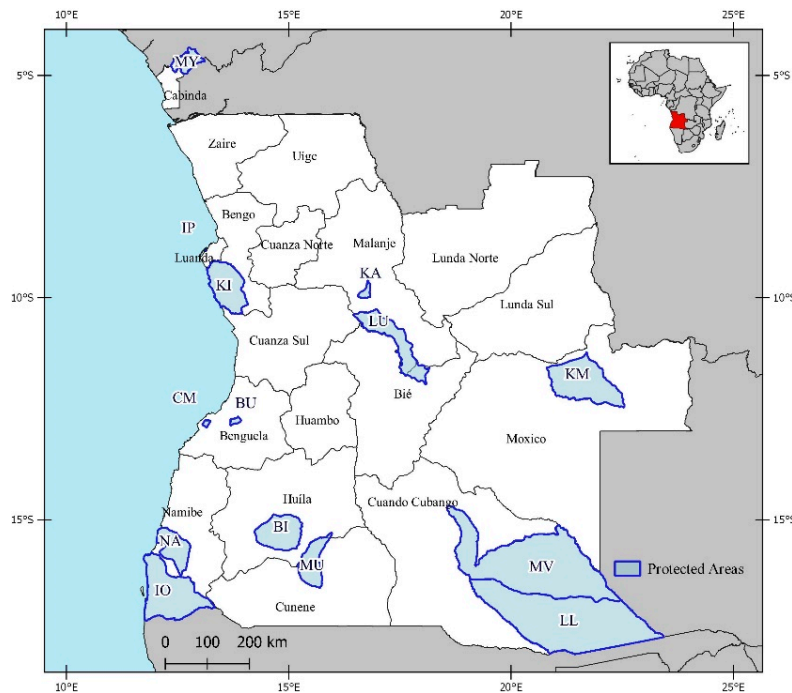 10°E 15°E 20°E 25°E
5°S 5°S
MY
Cabinda
Zaire
Uige
Bengo
IP
Cuanza Norte
Malanje
Luanda
Lunda Norte
KA
KI
10°S 10°S
Lunda Sul
LU
Cuanza Sul
KM
CM
BU
Bié
Huambo
Benguela
Moxico
Huíla
Cuando Cubango
Namibe
15°S 15°S
BI
NA
MU
MV
Protected Areas
IO
Cunene
LL
0 100 200 km
10°E 15°E 20°E 25°E